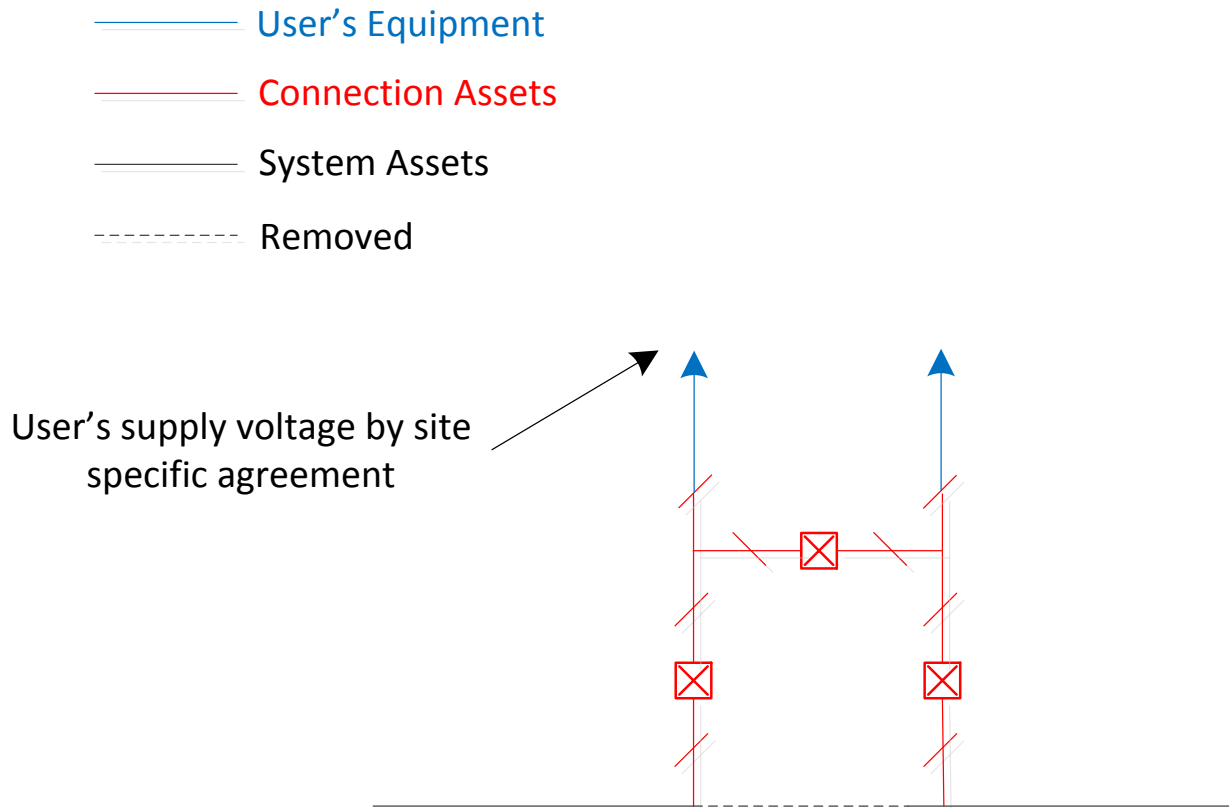 User’s Equipment
Connection Assets
System Assets
Removed
User’s supply voltage by site
specific agreement